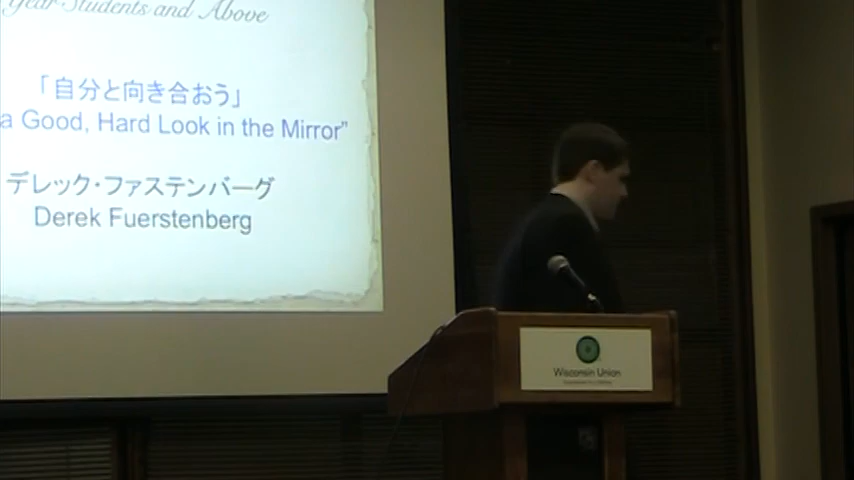 Year Students and Above
「自分と向き合おう」
a Good, Hard Look in the Mirror”
デレック・ファステンバーグ
Derek Fuerstenberg
Wisconsin Union